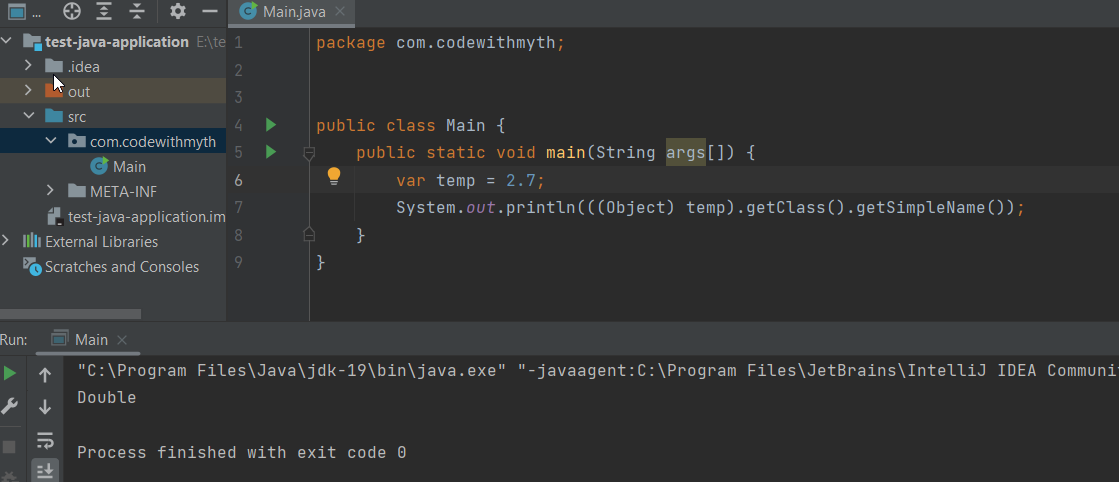 ...
Main.java
test-java-application E:\te
.idea
out
src
com.codewithmyth
Main
META-INF
test-java-application.im
External Libraries
Scratches and Consoles
1 package com.codewithmyth;
2
3
4 public class Main {
5 public static void main(String args[]) {
6 var temp = 2.7;
7 System.out.println(((Object) temp).getClass().getSimpleName());
8 }
9 }
Run: Main
"C:\Program Files\Java\jdk-19\bin\java.exe" "-javaagent:C:\Program Files\JetBrains\IntelliJ IDEA Communi
Double
Process finished with exit code 0